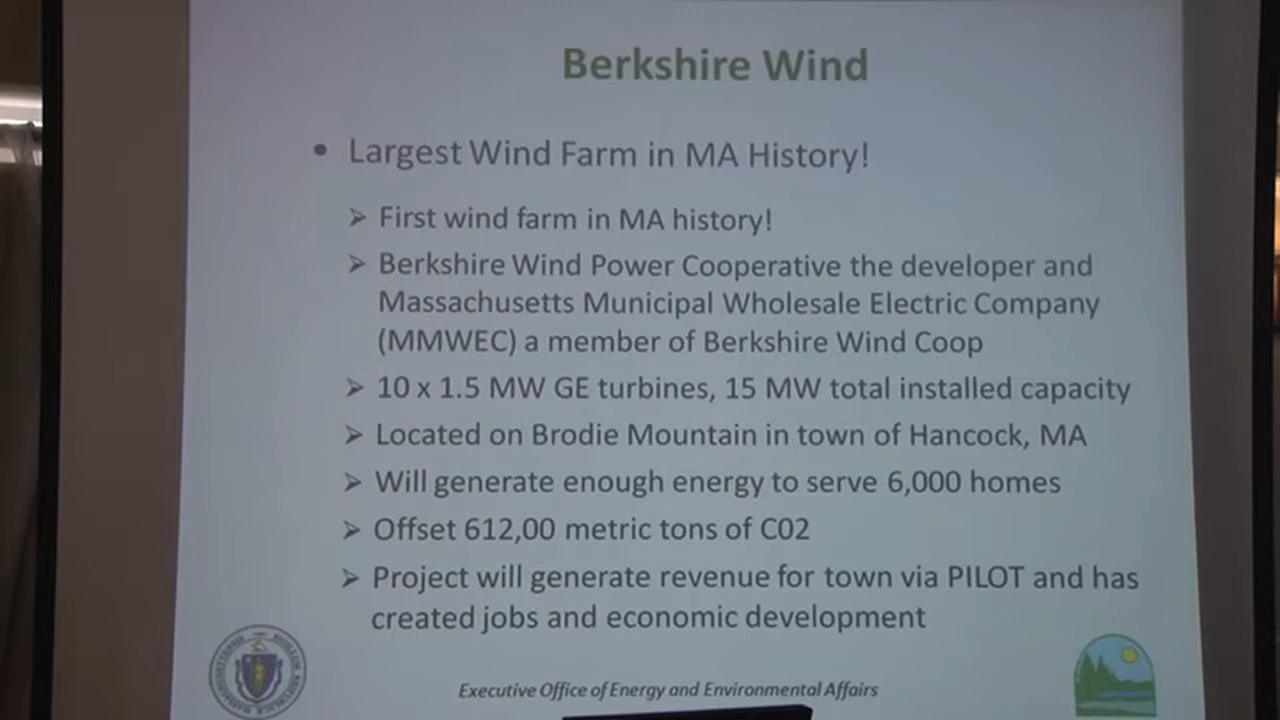 Berkshire Wind
• Largest Wind Farm in MA History!
➢ First wind farm in MA history!
➢ Berkshire Wind Power Cooperative the developer and
Massachusetts Municipal Wholesale Electric Company
(MMWEC) a member of Berkshire Wind Coop
➢ 10 x 1.5 MW GE turbines, 15 MW total installed capacity
➢ Located on Brodie Mountain in town of Hancock, MA
➢ Will generate enough energy to serve 6,000 homes
➢ Offset 612,00 metric tons of C02
➢ Project will generate revenue for town via PILOT and has
created jobs and economic development
Executive Office of Energy and Environmental Affairs